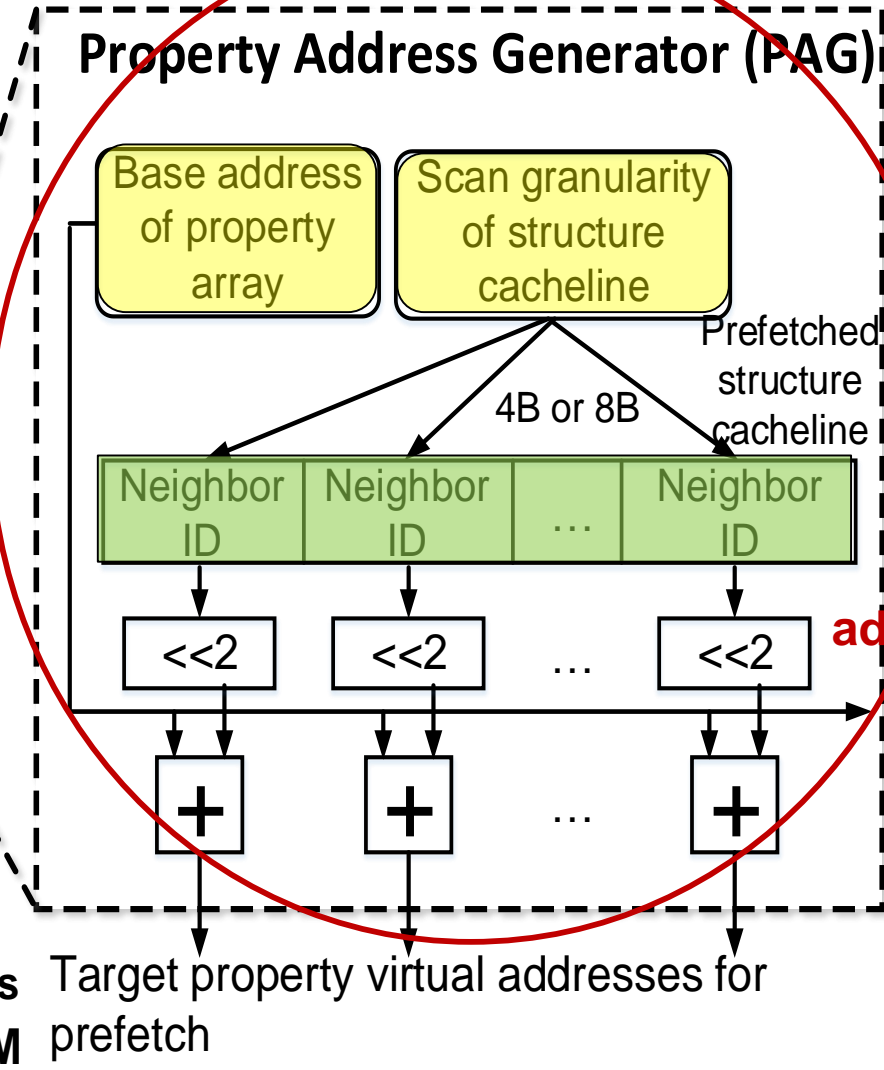 Property Address Generator (PAG)
Base address
of property
array
Scan granularity
of structure
cacheline
Prefetched
structure
cacheline
4B or 8B
Neighbor
ID
Neighbor
ID
...
Neighbor
ID
<<2
<<2
...
<<2
ad
+
+
...
+
s
Target property virtual addresses for
M
prefetch